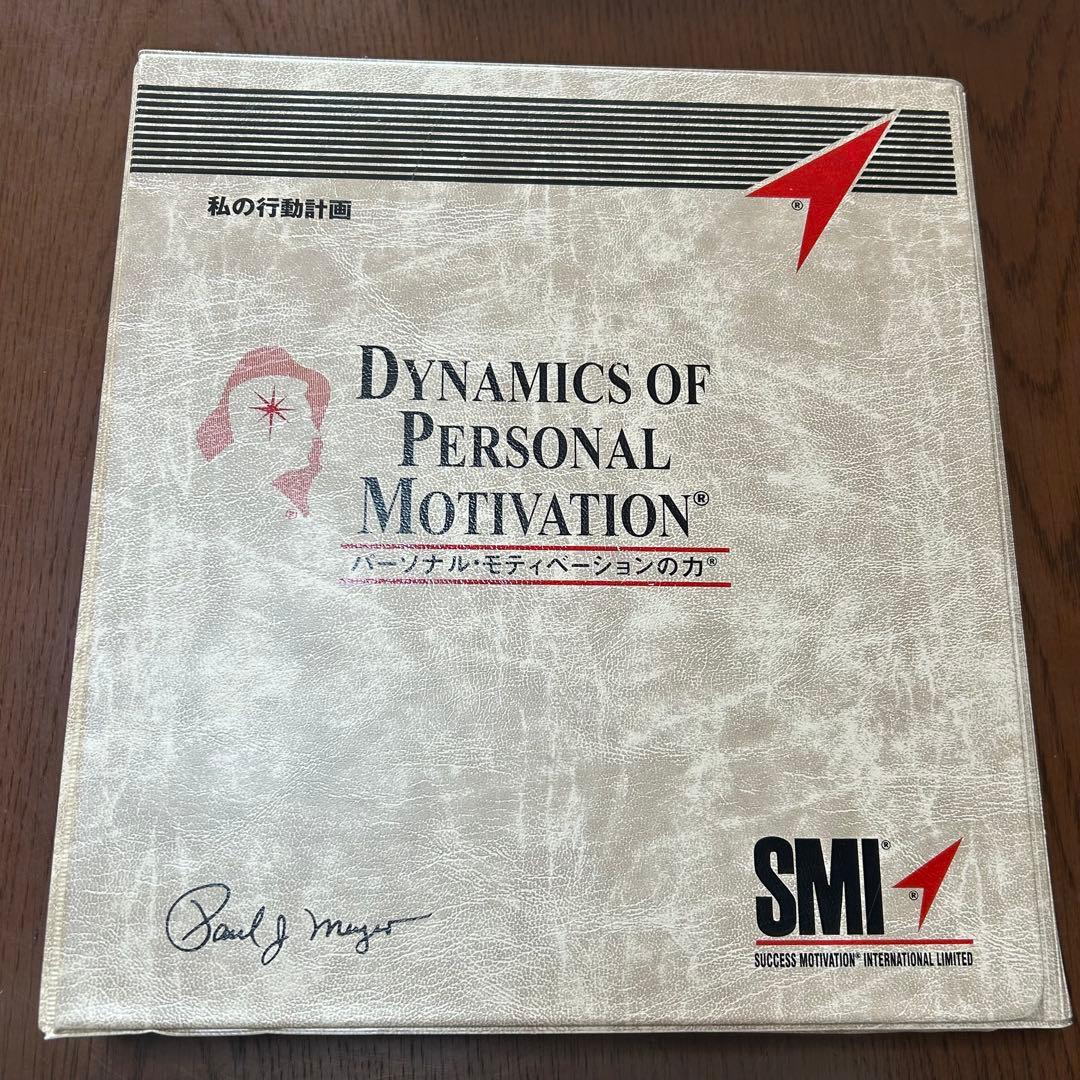 私の行動計画
DYNAMICS OF
PERSONAL
MOTIVATION®
パーソナル・モティベーションの力®
Paul J Meyer
SMI®
SUCCESS MOTIVATION® INTERNATIONAL LIMITED